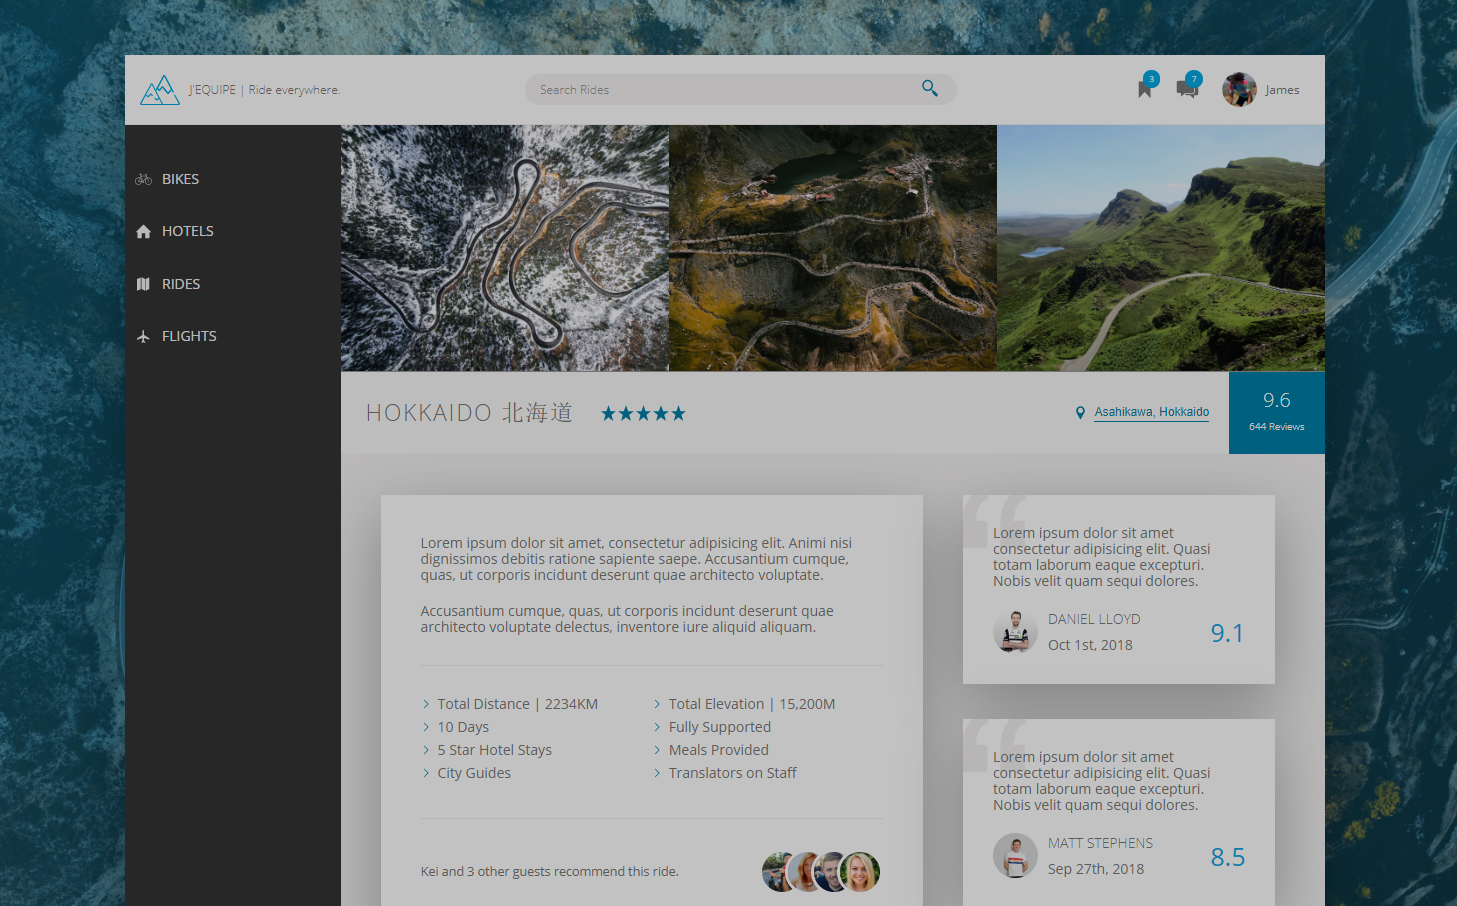 J'EQUIPE | Ride everywhere.
Search Rides
3
7
James
BIKES
HOTELS
RIDES
FLIGHTS
HOKKAIDO 北海道
Asahikawa, Hokkaido
9.6
644 Reviews
Lorem ipsum dolor sit amet, consectetur adipisicing elit. Animi nisi
dignissimos debitis ratione sapiente saepe. Accusantium cumque,
quas, ut corporis incidunt deserunt quae architecto voluptate.
Accusantium cumque, quas, ut corporis incidunt deserunt quae
architecto voluptate delectus, inventore iure aliquid aliquam.
Total Distance | 2234KM
10 Days
5 Star Hotel Stays
City Guides
Total Elevation | 15,200M
Fully Supported
Meals Provided
Translators on Staff
Kei and 3 other guests recommend this ride.
“
Lorem ipsum dolor sit amet
consectetur adipisicing elit. Quasi
totam laborum eaque excepturi.
Nobis velit quam sequi dolores.
DANIEL LLOYD
Oct 1st, 2018
9.1
“
Lorem ipsum dolor sit amet
consectetur adipisicing elit. Quasi
totam laborum eaque excepturi.
Nobis velit quam sequi dolores.
MATT STEPHENS
Sep 27th, 2018
8.5